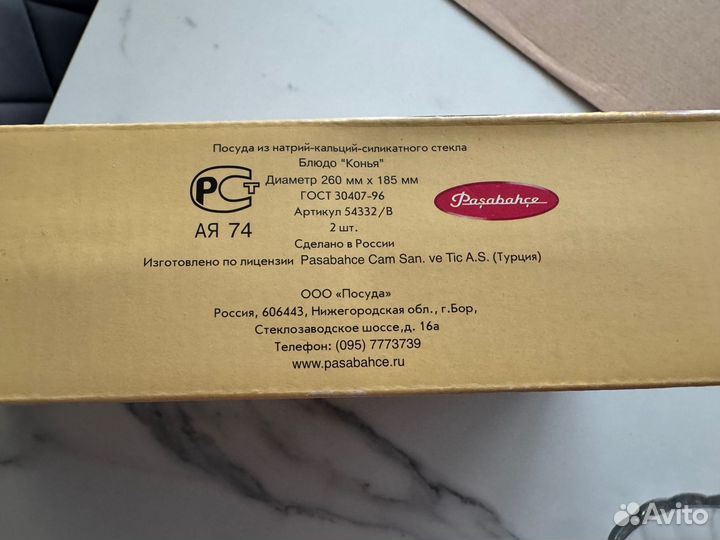 Посуда из натрий-кальций-силикатного стекла
Блюдо "Конья"
Диаметр 260 мм х 185 мм
ГОСТ 30407-96
Артикул 54332/В
2 шт.
Сделано в России
Изготовлено по лицензии Pasabahce Cam San. ve Tic A.S. (Турция)
РСТ
АЯ 74
Paşabahçe
ООО «Посуда»
Россия, 606443, Нижегородская обл., г.Бор,
Стеклозаводское шоссе,д. 16а
Телефон: (095) 7773739
www.pasabahce.ru
Avito